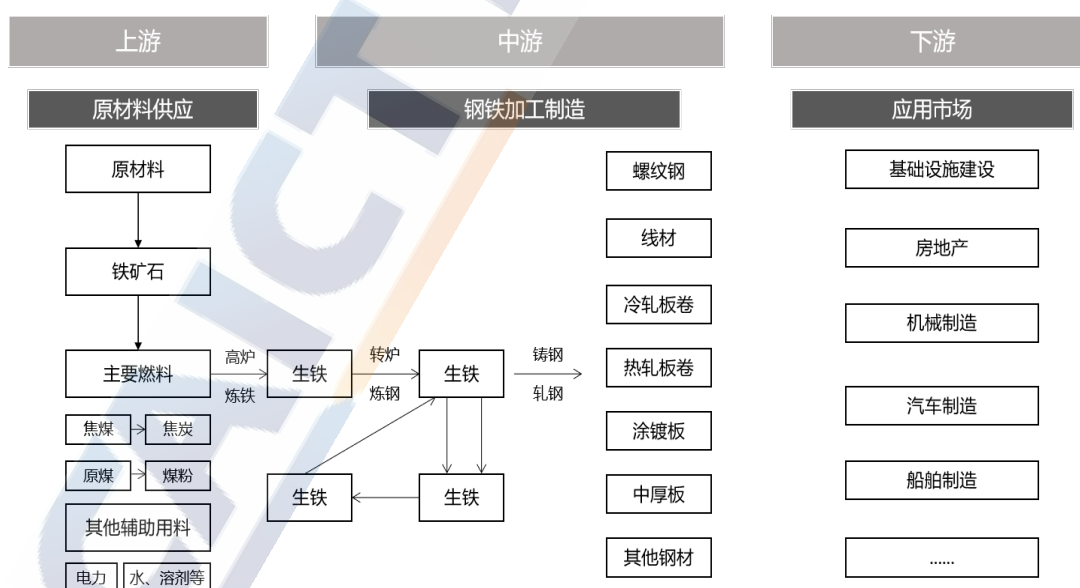 上游
中游
下游
原材料供应
钢铁加工制造
应用市场
原材料
铁矿石
主要燃料
焦煤
焦炭
原煤
煤粉
其他辅助用料
电力
水、溶剂等
高炉
炼铁
生铁
转炉
炼钢
生铁
铸钢
轧钢
生铁
生铁
螺纹钢
线材
冷轧板卷
热轧板卷
涂镀板
中厚板
其他钢材
基础设施建设
房地产
机械制造
汽车制造
船舶制造
......
CAICT